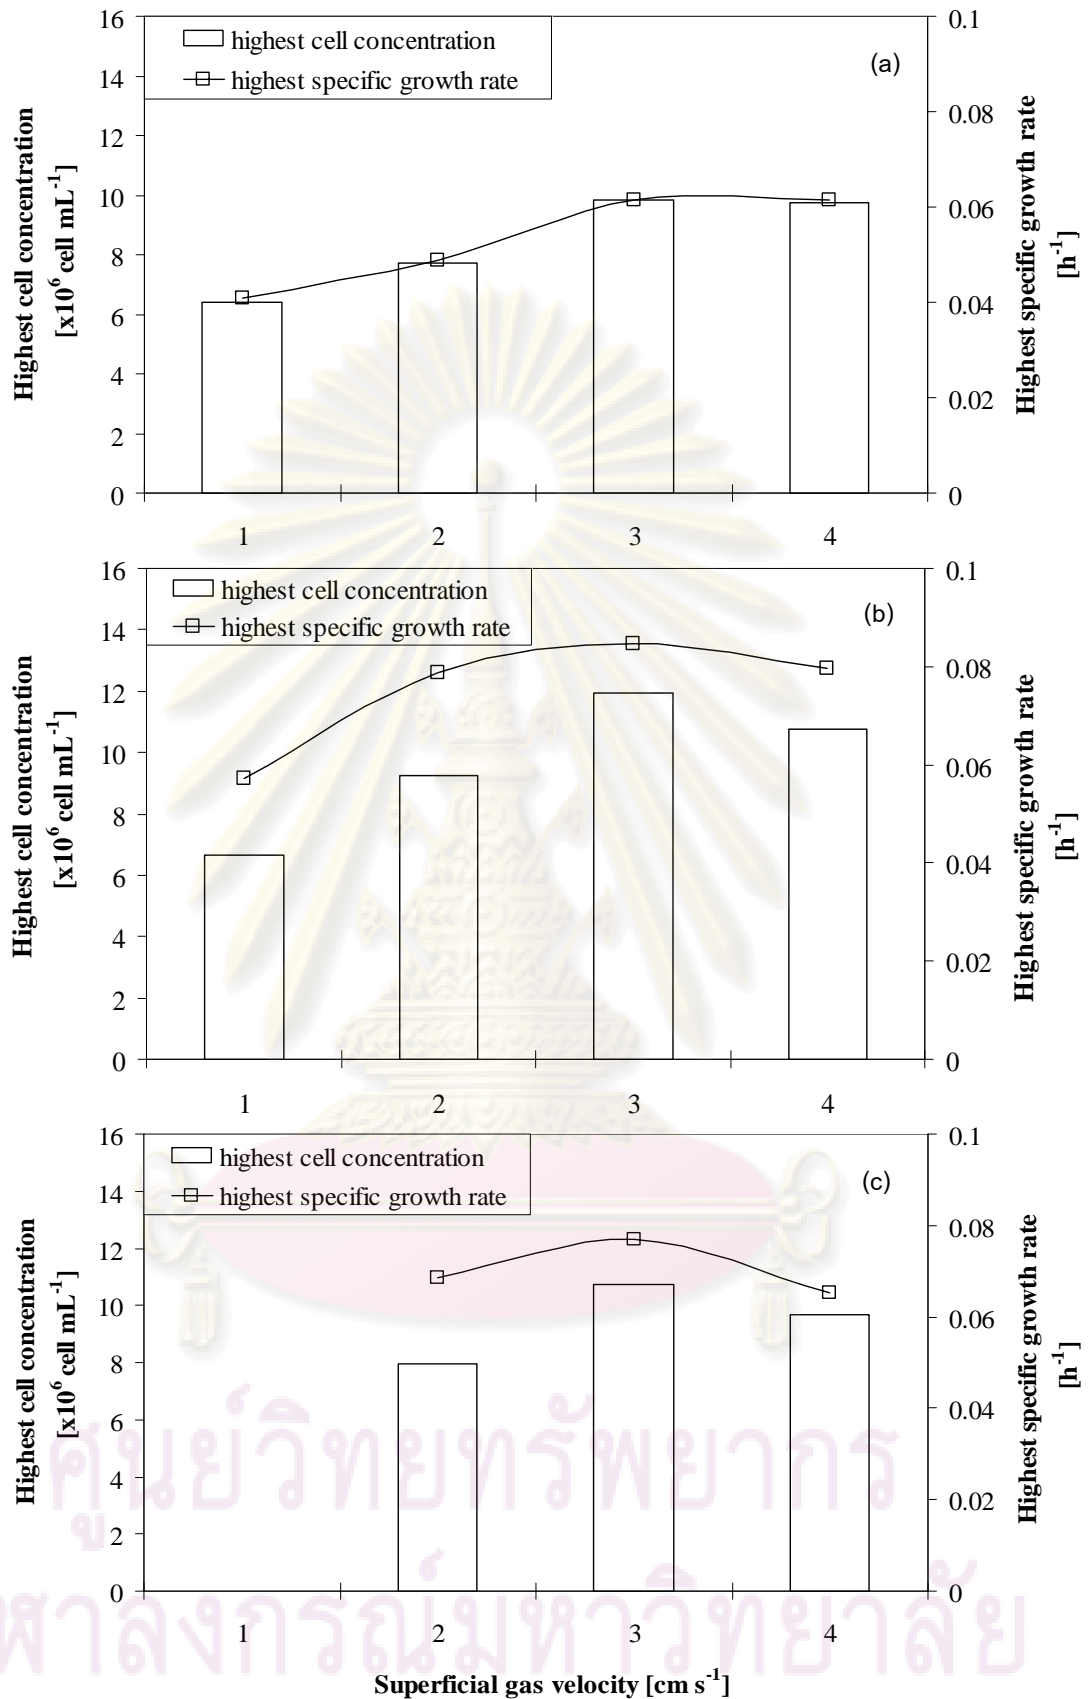 highest cell concentration
highest specific growth rate
(a)
Highest cell concentration
[x10⁶ cell mL⁻¹]
16
14
12
10
8
6
4
2
0
0.1
0.08
0.06
0.04
0.02
0
Highest specific growth rate
[h⁻¹]
1 2 3 4
highest cell concentration
highest specific growth rate
(b)
Highest cell concentration
[x10⁶ cell mL⁻¹]
16
14
12
10
8
6
4
2
0
0.1
0.08
0.06
0.04
0.02
0
Highest specific growth rate
[h⁻¹]
1 2 3 4
highest cell concentration
highest specific growth rate
(c)
Highest cell concentration
[x10⁶ cell mL⁻¹]
16
14
12
10
8
6
4
2
0
0.1
0.08
0.06
0.04
0.02
0
Highest specific growth rate
[h⁻¹]
1 2 3 4
Superficial gas velocity [cm s⁻¹]
ศูนย์วิทยทรัพยากร
ฬาลงกรณ์มหาวิทยาลัย